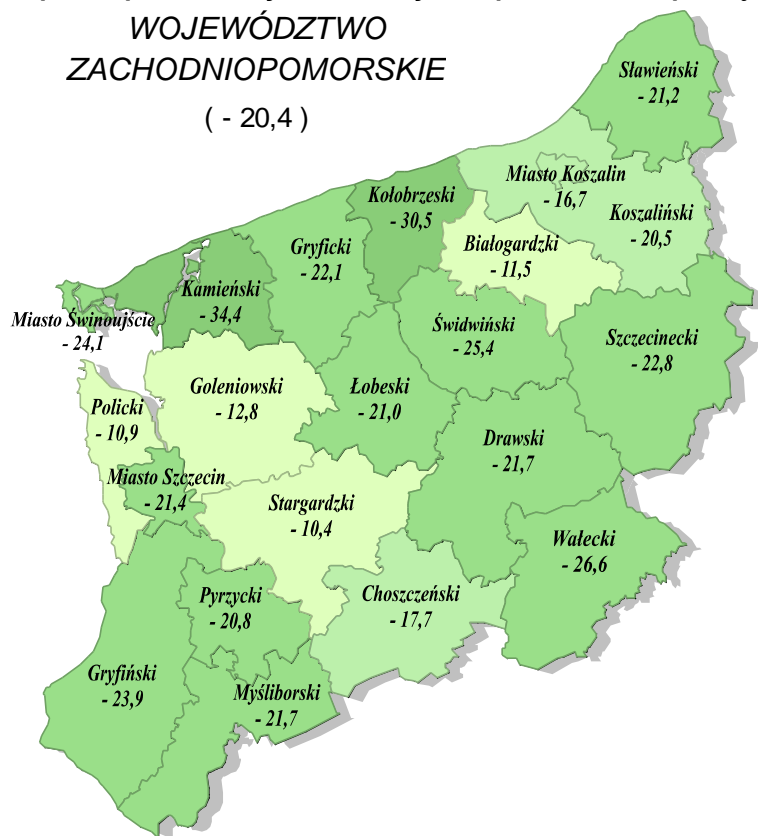 WOJEWÓDZTWO
ZACHODNIOPOMORSKIE
( - 20,4 )
Sławieński
- 21,2
Miasto Koszalin
- 16,7
Koszaliński
- 20,5
Kołobrzeski
- 30,5
Białogardzki
- 11,5
Gryficki
- 22,1
Kamieński
- 34,4
Miasto Świnoujście
- 24,1
Świdwiński
- 25,4
Szczecinecki
- 22,8
Goleniowski
- 12,8
Łobeski
- 21,0
Policki
- 10,9
Drawski
- 21,7
Miasto Szczecin
- 21,4
Stargardzki
- 10,4
Wałecki
- 26,6
Pyrzycki
- 20,8
Choszczeński
- 17,7
Gryfiński
- 23,9
Myśliborski
- 21,7